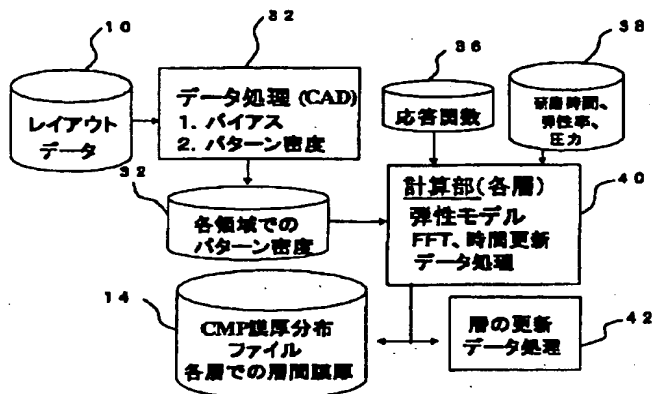 10
レイアウト
データ
32
データ処理 (CAD)
1. バイアス
2. パターン密度
36
応答関数
38
研磨時間、
弾性率、
圧力
32
各領域での
パターン密度
計算部(各層)
弾性モデル
FFT、時間更新
データ処理
40
14
CMP膜厚分布
ファイル
各層での層間膜厚
層の更新
データ処理
42